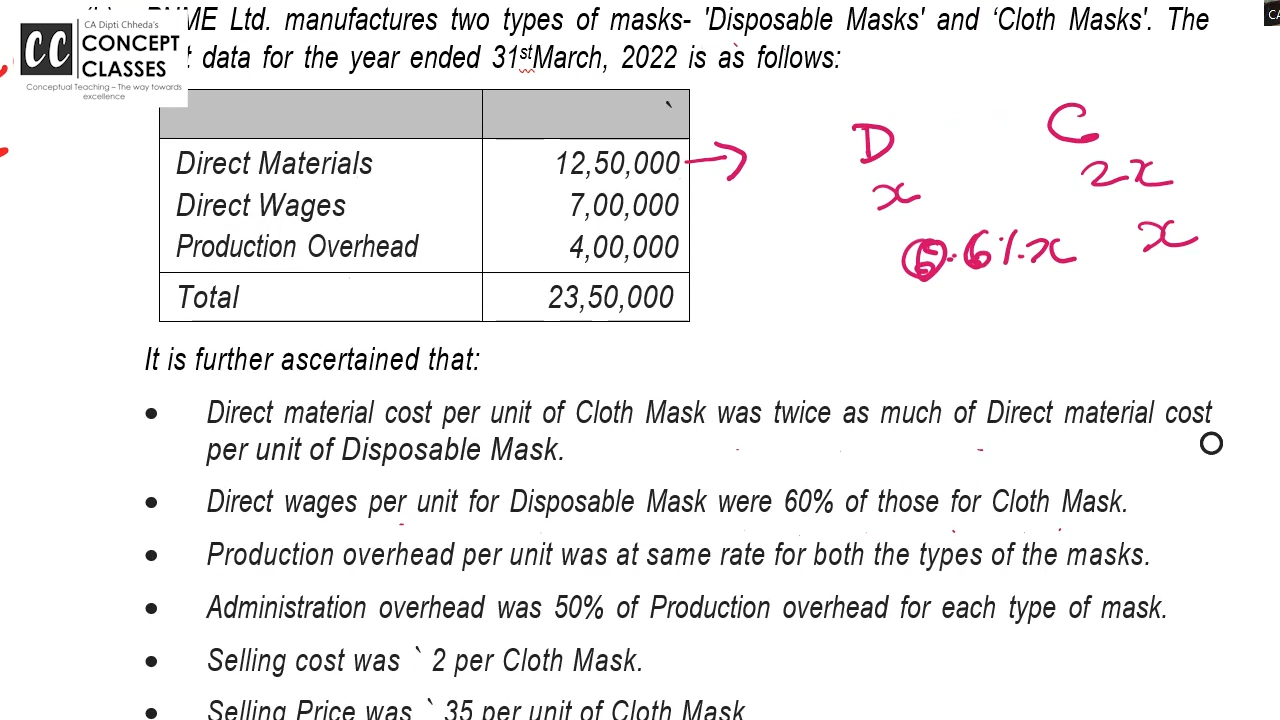 NME Ltd. manufactures two types of masks- 'Disposable Masks' and ‘Cloth Masks'. The
CA Dipti Chheda's
CC CONCEPT
CLASSES
Conceptual Teaching – The way towards
excellence
t data for the year ended 31stMarch, 2022 is as follows:
`
Direct Materials 12,50,000
Direct Wages 7,00,000
Production Overhead 4,00,000
Total 23,50,000
D C
x 2x
6% x x
It is further ascertained that:
• Direct material cost per unit of Cloth Mask was twice as much of Direct material cost
per unit of Disposable Mask.
• Direct wages per unit for Disposable Mask were 60% of those for Cloth Mask.
• Production overhead per unit was at same rate for both the types of the masks.
• Administration overhead was 50% of Production overhead for each type of mask.
• Selling cost was ` 2 per Cloth Mask.
• Selling Price was ` 35 per unit of Cloth Mask